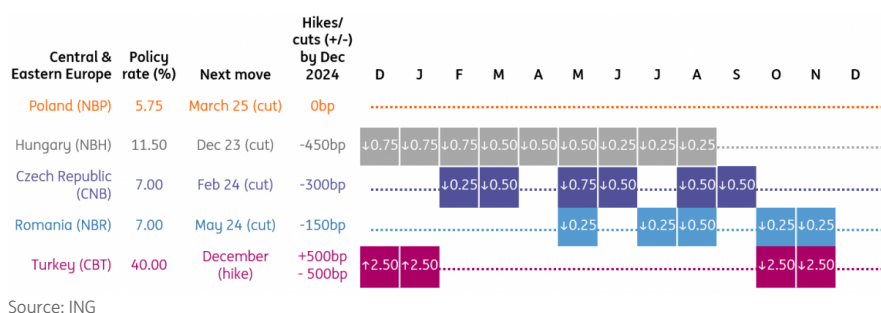 Central & Eastern Europe Policy rate (%) Next move Hikes/ cuts (+/-) by Dec 2024 D J F M A M J J A S O N D
Poland (NBP) 5.75 March 25 (cut) 0bp
Hungary (NBH) 11.50 Dec 23 (cut) -450bp ↓0.75 ↓0.75 ↓0.75 ↓0.50 ↓0.50 ↓0.50 ↓0.25 ↓0.25 ↓0.25
Czech Republic (CNB) 7.00 Feb 24 (cut) -300bp ↓0.25 ↓0.50 ↓0.75 ↓0.50 ↓0.50 ↓0.50
Romania (NBR) 7.00 May 24 (cut) -150bp ↓0.25 ↓0.25 ↓0.50 ↓0.25 ↓0.25
Turkey (CBT) 40.00 December (hike) +500bp - 500bp ↑2.50 ↑2.50 ↓2.50 ↓2.50
Source: ING